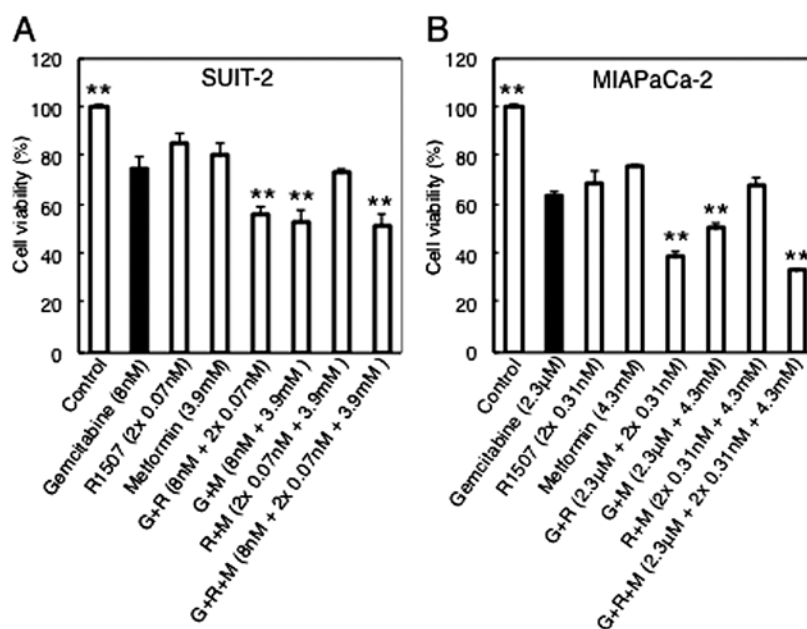 A
SUIT-2
Cell viability (%)
120
100
80
60
40
20
0
**
**
**
**
Control
Gemcitabine (8nM)
R1507 (2x 0.07nM)
Metformin (3.9mM)
G+R (8nM + 2x 0.07nM)
G+M (8nM + 3.9mM )
R+M (2x 0.07nM + 3.9mM )
G+R+M (8nM + 2x 0.07nM + 3.9mM )
B
MIAPaCa-2
Cell viability (%)
120
100
80
60
40
20
0
**
**
**
**
Control
Gemcitabine (2.3µM)
R1507 (2x 0.31nM)
Metformin (4.3mM)
G+R (2.3µM + 2x 0.31nM)
G+M (2.3µM + 4.3mM)
R+M (2x 0.31nM + 4.3mM)
G+R+M (2.3µM + 2x 0.31nM + 4.3mM)